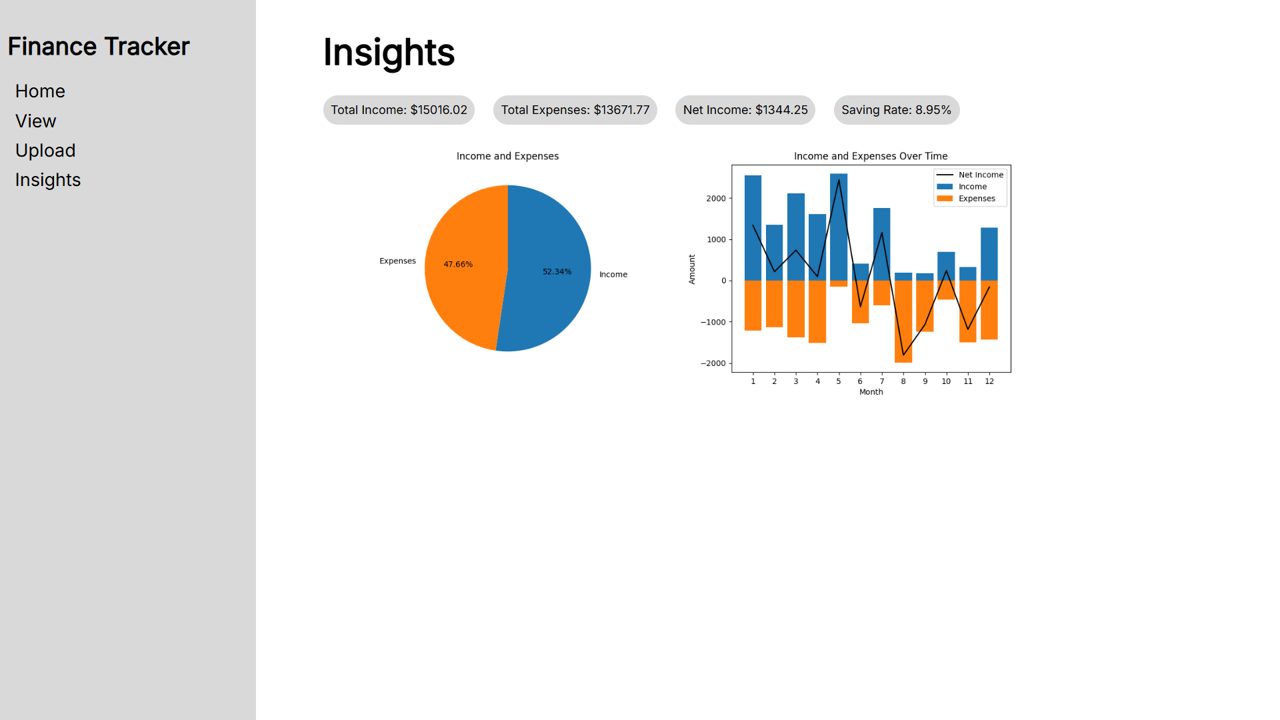 Finance Tracker
Home
View
Upload
Insights
Insights
Total Income: $15016.02
Total Expenses: $13671.77
Net Income: $1344.25
Saving Rate: 8.95%
Income and Expenses
Expenses
47.66%
52.34%
Income
Income and Expenses Over Time
Net Income
Income
Expenses
Amount
2000
1000
0
−1000
−2000
1 2 3 4 5 6 7 8 9 10 11 12
Month